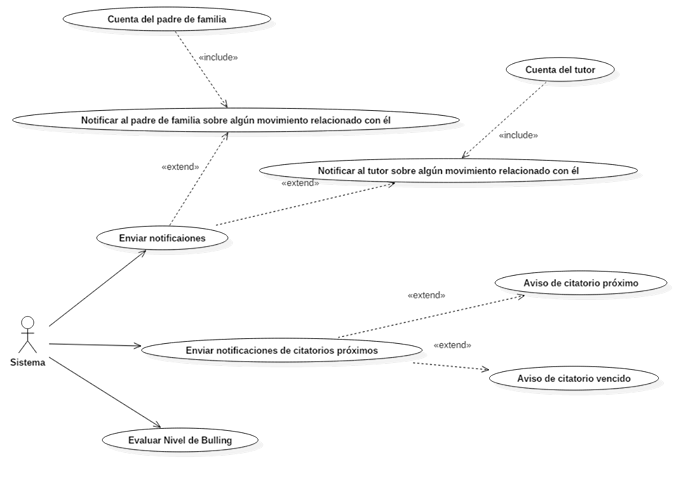 Cuenta del padre de familia
«include»
Cuenta del tutor
Notificar al padre de familia sobre algún movimiento relacionado con él
«include»
«extend»
Notificar al tutor sobre algún movimiento relacionado con él
«extend»
Enviar notificaiones
Aviso de citatorio próximo
«extend»
Sistema
Enviar notificaciones de citatorios próximos
«extend»
Aviso de citatorio vencido
Evaluar Nivel de Bulling